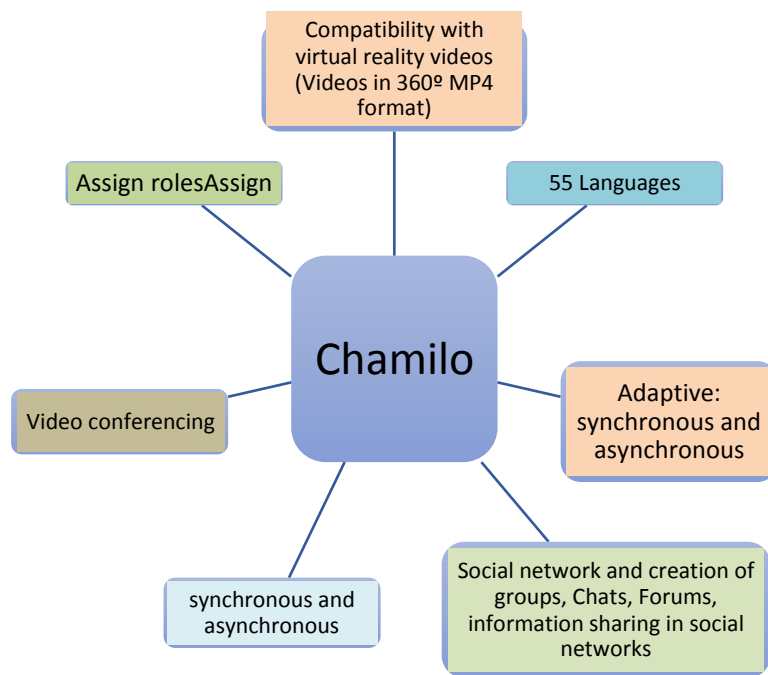 Compatibility with
virtual reality videos
(Videos in 360º MP4
format)
Assign rolesAssign
55 Languages
Chamilo
Adaptive:
synchronous and
asynchronous
Video conferencing
synchronous and
asynchronous
Social network and creation of
groups, Chats, Forums,
information sharing in social
networks